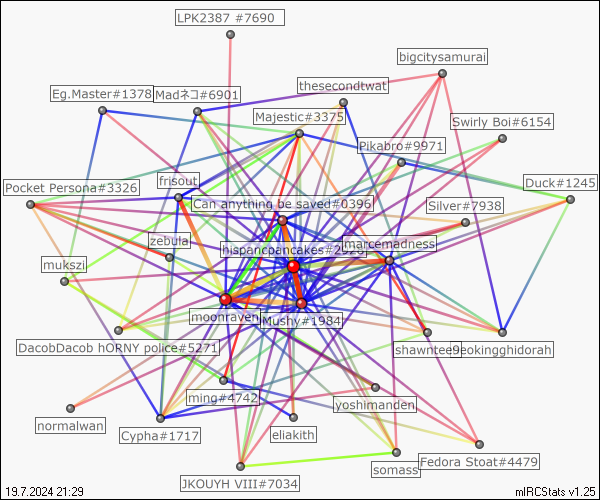 LPK2387 #7690
bigcitysamurai
thesecondtwat
Eg.Master#1378
Madネコ#6901
Majestic#3375
Swirly Boi#6154
Pikabro#9971
frisout
Pocket Persona#3326
Duck#1245
Can anything be saved#0396
Silver#7938
zebula
hispanicpancakes#2926
marcemadness
mukszi
moonraven
Mushy#1984
DacobDacob hORNY police#5271
shawntee
geokingghidorah
ming#4742
yoshimanden
normalwan
Cypha#1717
eliakith
Fedora Stoat#4479
somass
JKOUYH VIII#7034
19.7.2024 21:29
mIRCStats v1.25